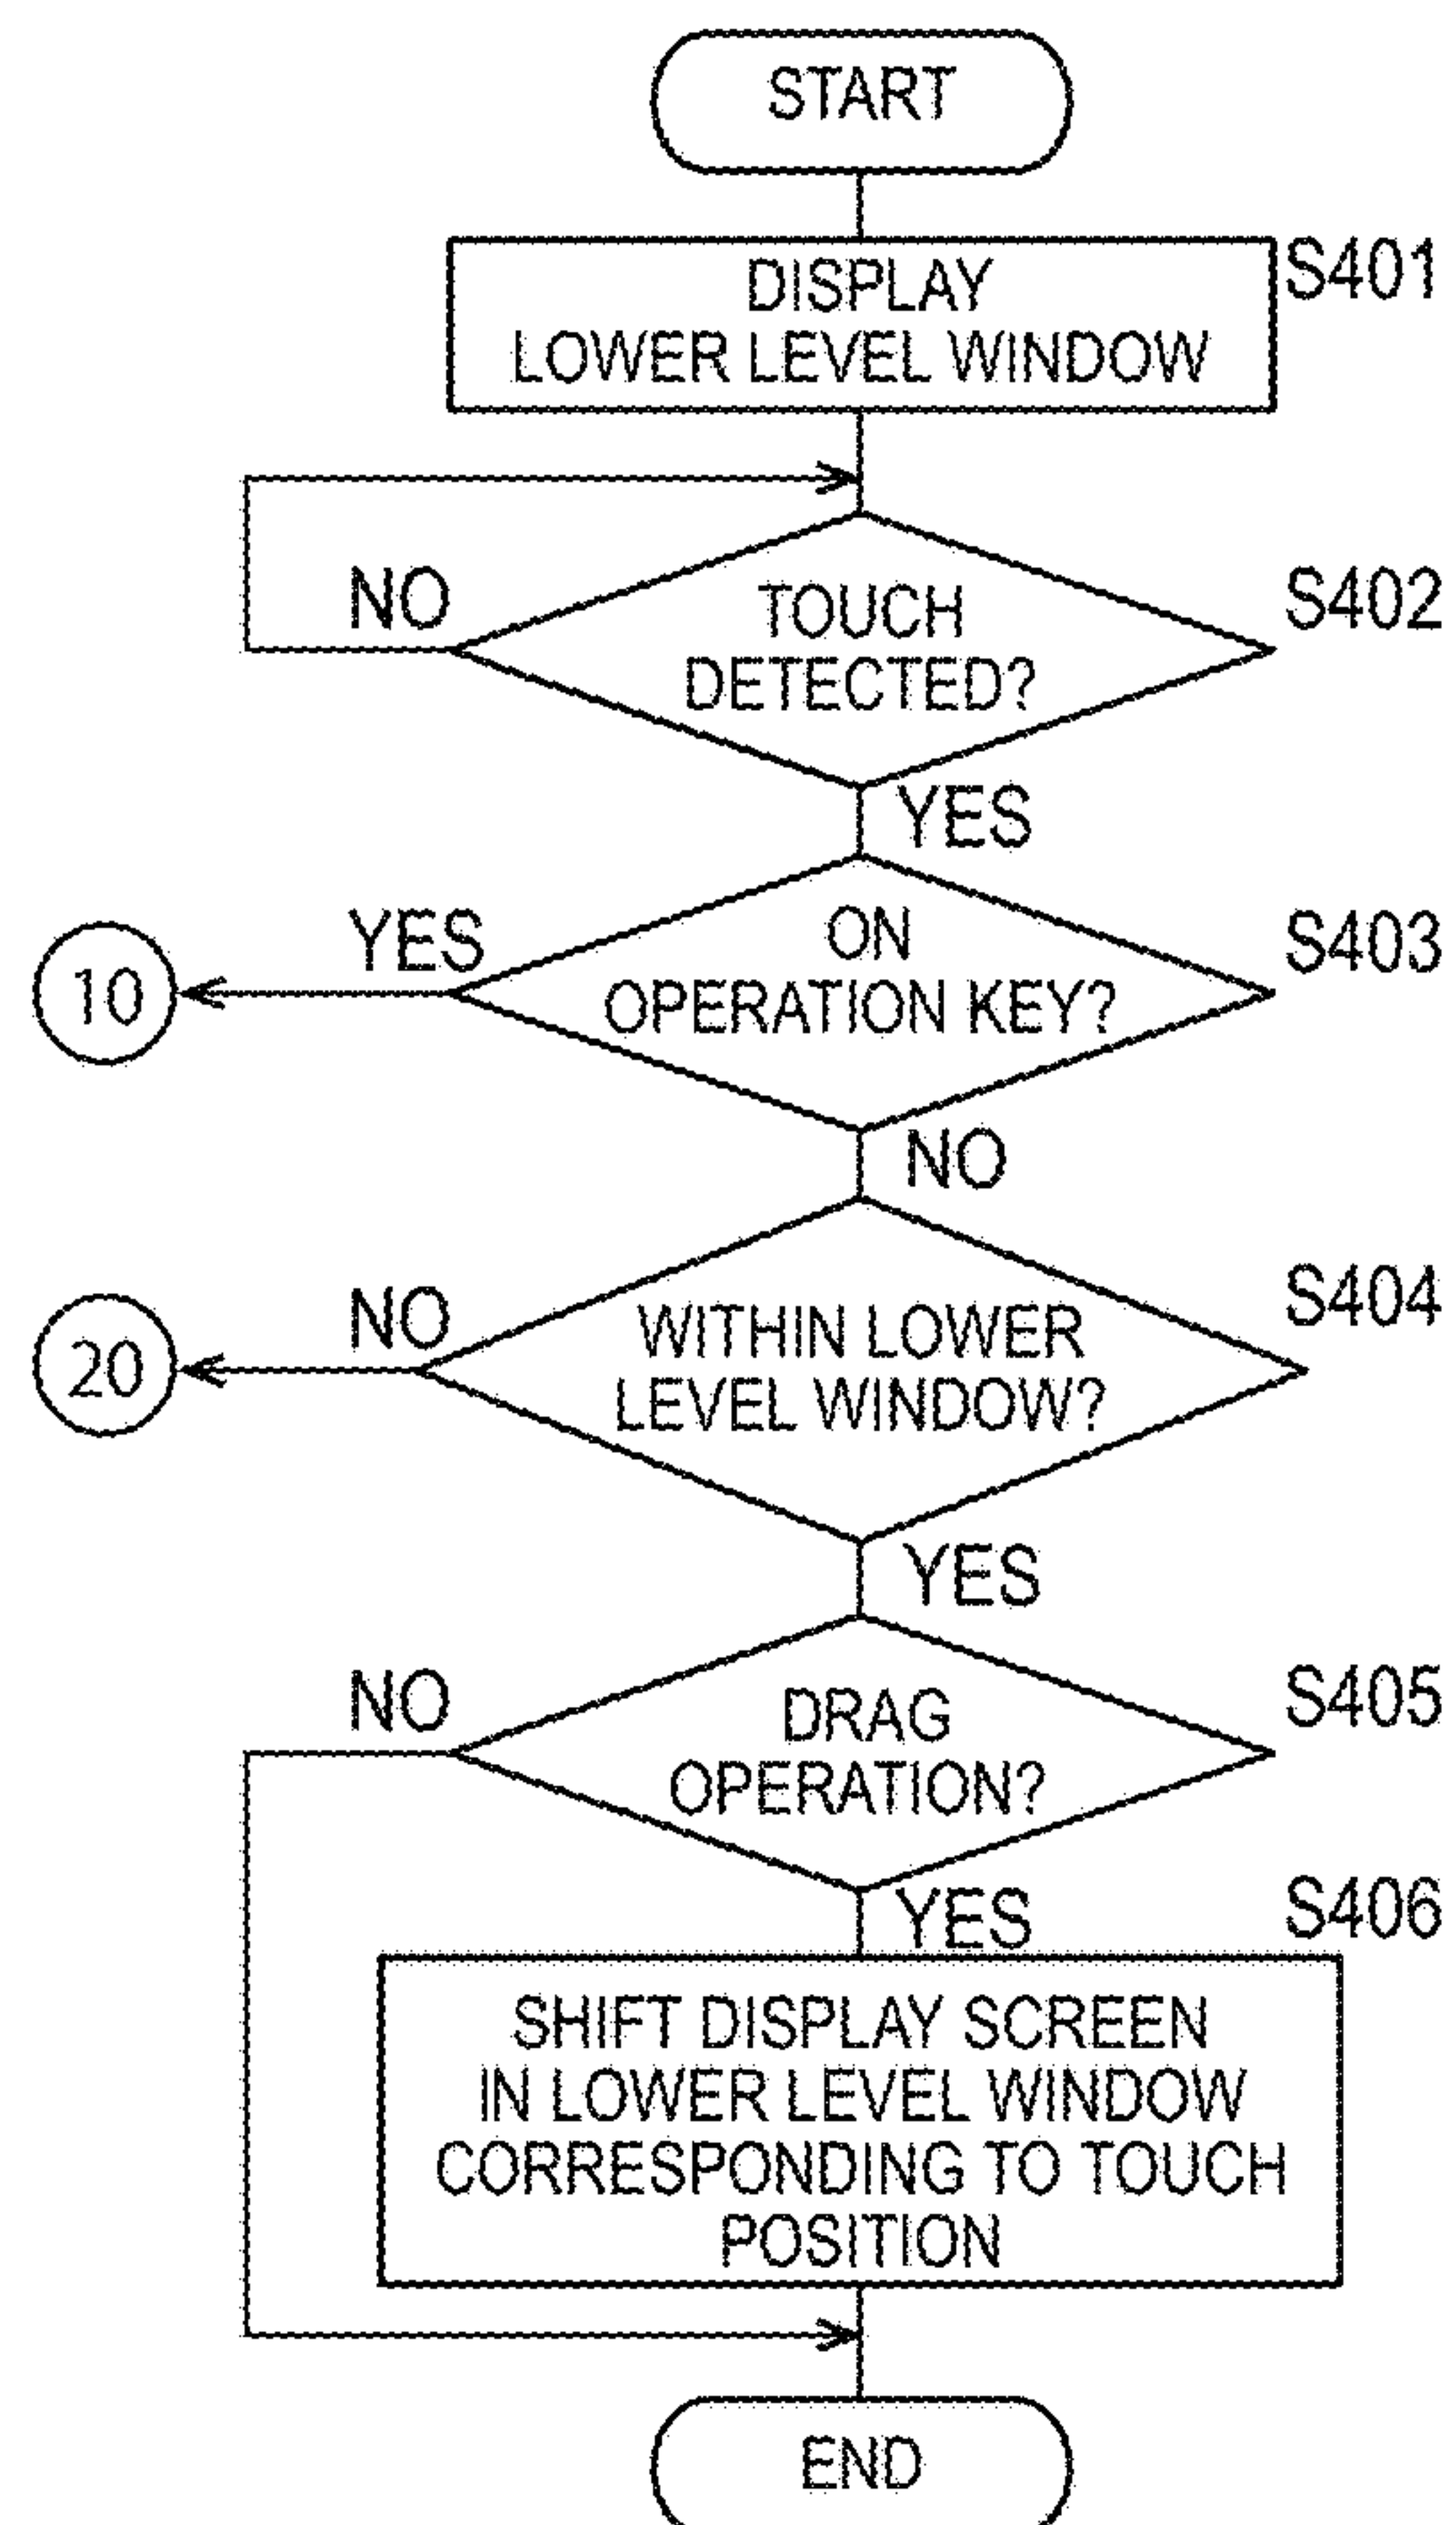 START
DISPLAY
LOWER LEVEL WINDOW
S401
NO
TOUCH
DETECTED?
S402
YES
YES
ON
OPERATION KEY?
S403
10
NO
NO
WITHIN LOWER
LEVEL WINDOW?
S404
20
YES
NO
DRAG
OPERATION?
S405
YES
S406
SHIFT DISPLAY SCREEN
IN LOWER LEVEL WINDOW
CORRESPONDING TO TOUCH
POSITION
END